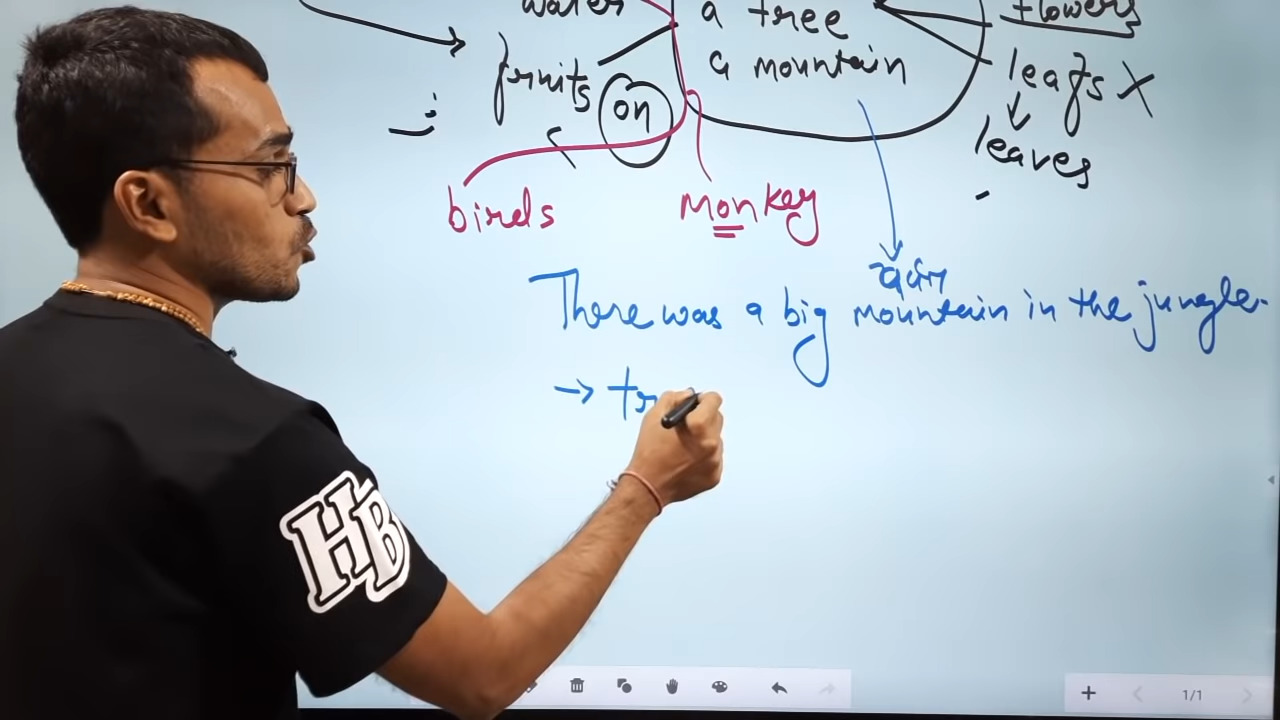 water a tree flowers
fruits a mountain leafs X
on leaves
birds monkey
There was a big mountain in the jungle.
→ tr
HB
1/1